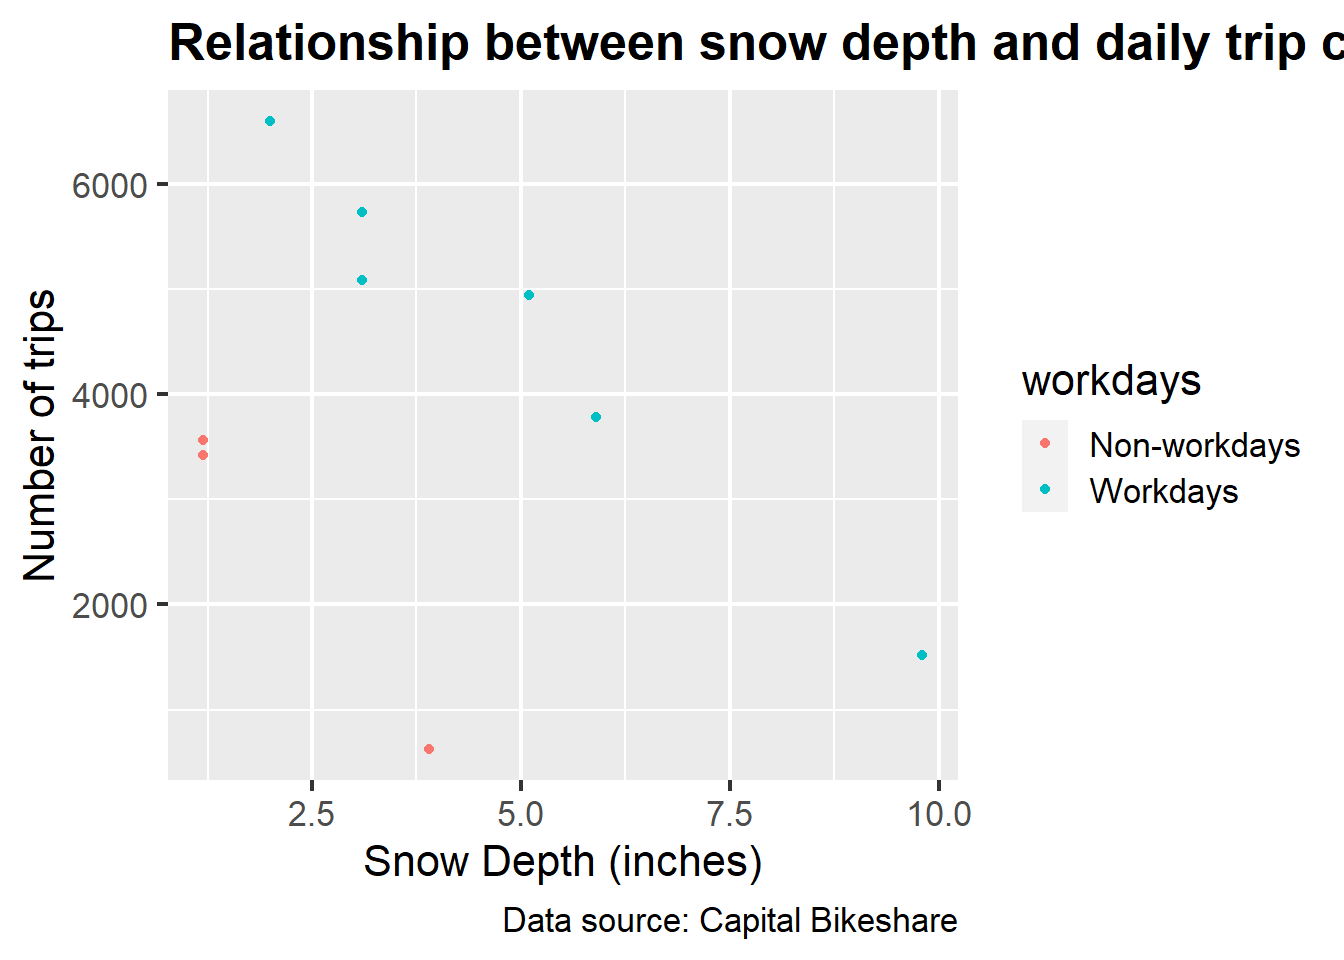 Relationship between snow depth and daily trip c
6000
4000
2000
Number of trips
2.5 5.0 7.5 10.0
Snow Depth (inches)
workdays
Non-workdays
Workdays
Data source: Capital Bikeshare